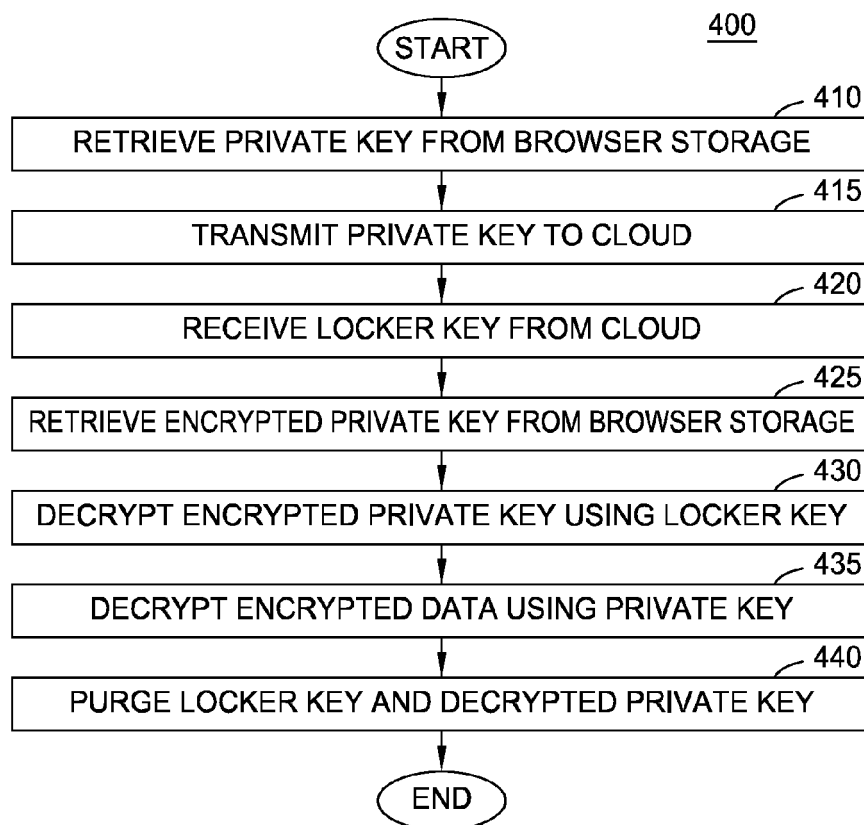 400
START
410
RETRIEVE PRIVATE KEY FROM BROWSER STORAGE
415
TRANSMIT PRIVATE KEY TO CLOUD
420
RECEIVE LOCKER KEY FROM CLOUD
425
RETRIEVE ENCRYPTED PRIVATE KEY FROM BROWSER STORAGE
430
DECRYPT ENCRYPTED PRIVATE KEY USING LOCKER KEY
435
DECRYPT ENCRYPTED DATA USING PRIVATE KEY
440
PURGE LOCKER KEY AND DECRYPTED PRIVATE KEY
END